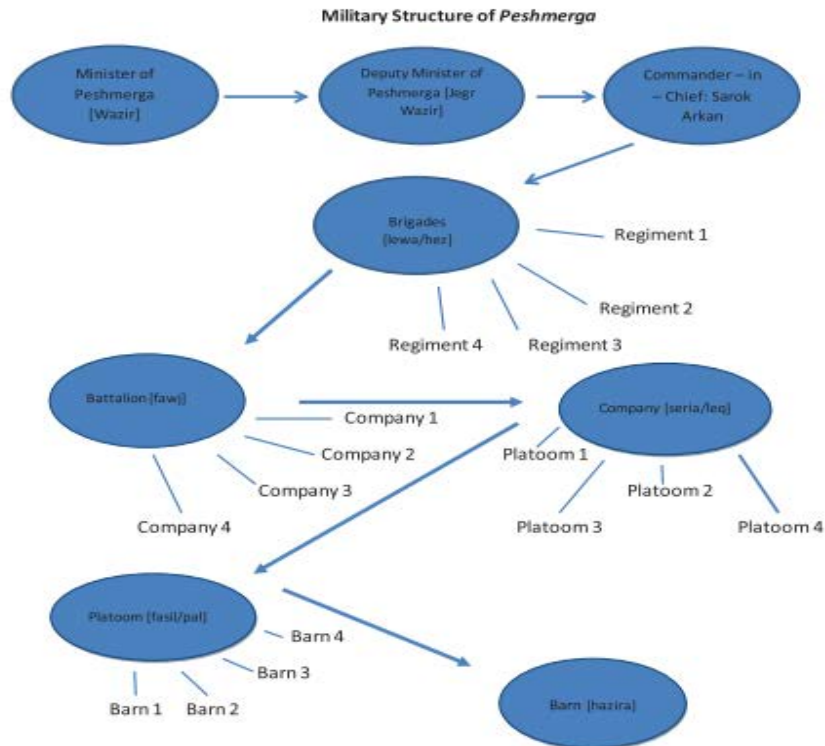 Military Structure of Peshmerga
Minister of
Peshmerga
[Wazir]
Deputy Minister of
Peshmerga [Jegr
Wazir]
Commander – in
– Chief: Sarok
Arkan
Brigades
[lewa/hez]
Regiment 1
Regiment 2
Regiment 3
Regiment 4
Battalion [fawj]
Company 1
Company 2
Company 3
Company 4
Company [seria/leq]
Platoom 1
Platoom 2
Platoom 3
Platoom 4
Platoom [fasil/pal]
Barn 4
Barn 3
Barn 1
Barn 2
Barn [hazira]